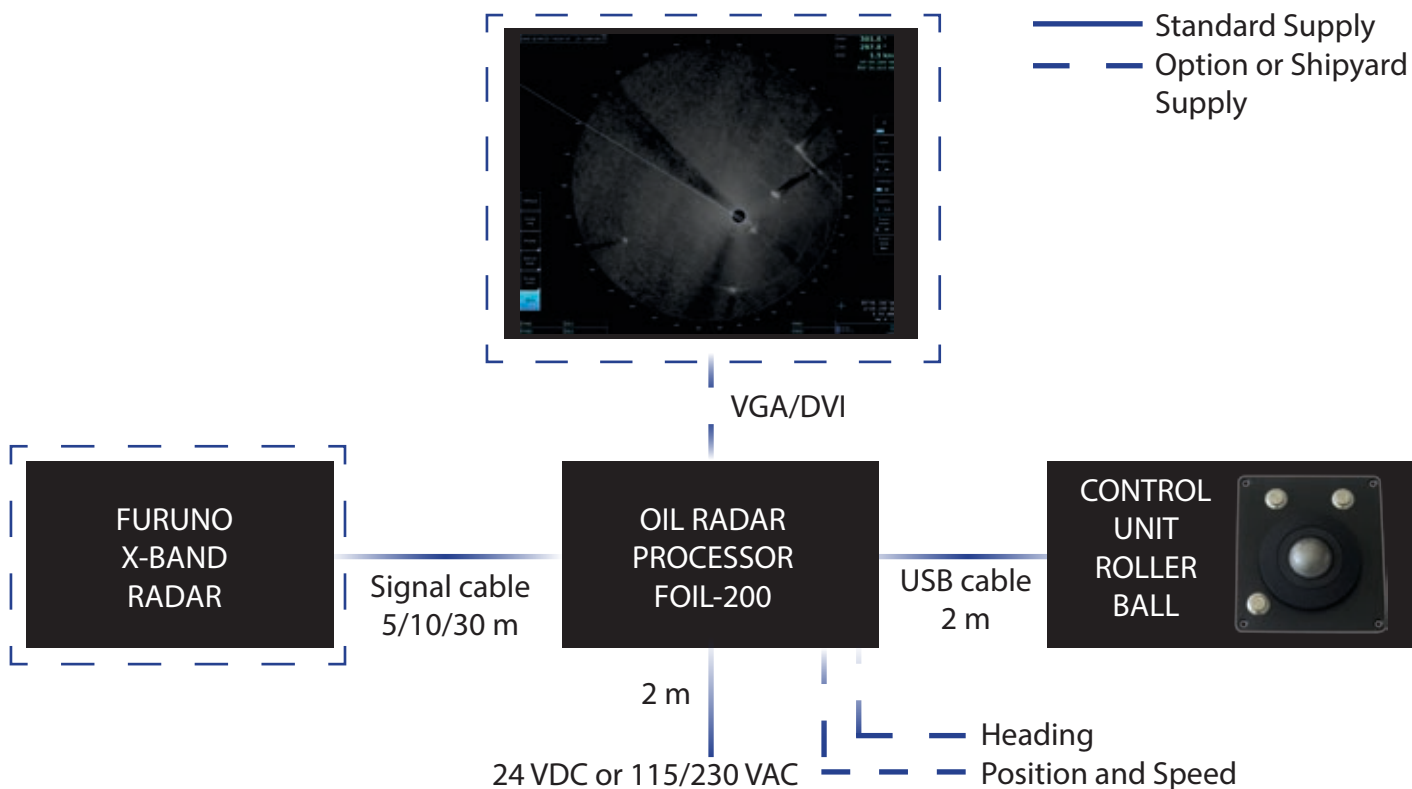 Standard Supply
Option or Shipyard
Supply
VGA/DVI
FURUNO
X-BAND
RADAR
Signal cable
5/10/30 m
OIL RADAR
PROCESSOR
FOIL-200
USB cable
2 m
CONTROL
UNIT
ROLLER
BALL
2 m
24 VDC or 115/230 VAC
Heading
Position and Speed